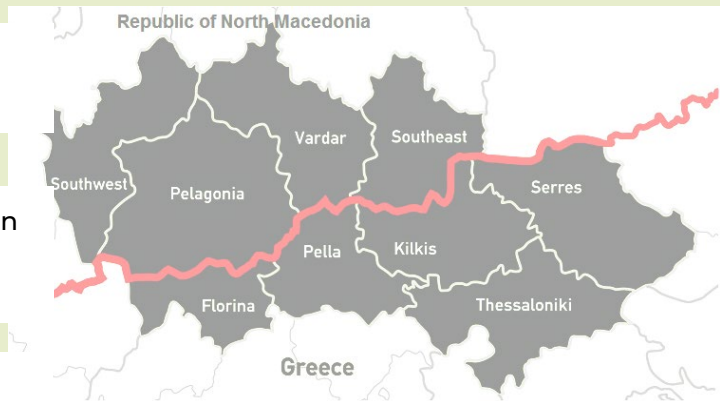 Republic of North Macedonia
Vardar
Southeast
Southwest
Pelagonia
Serres
n
Pella
Kilkis
Florina
Thessaloniki
Greece